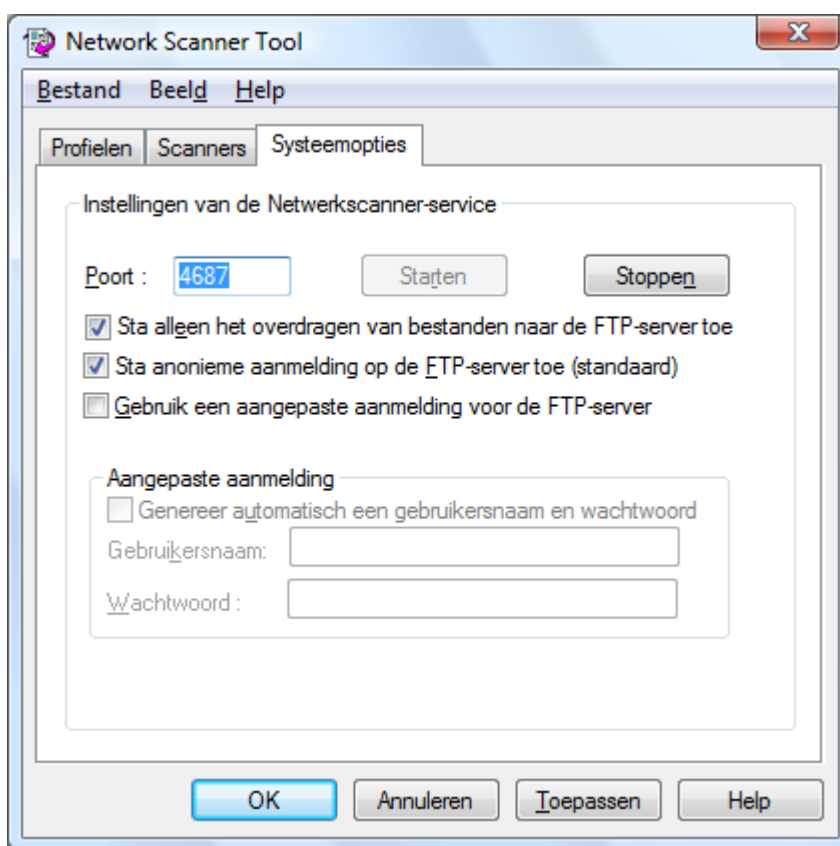 Network Scanner Tool
Bestand Beeld Help
Profielen Scanners Systeemopties
Instellingen van de Netwerkscanner-service
Poort : 4687 Starten Stoppen
Sta alleen het overdragen van bestanden naar de FTP-server toe
Sta anonieme aanmelding op de FTP-server toe (standaard)
Gebruik een aangepaste aanmelding voor de FTP-server
Aangepaste aanmelding
Genereer automatisch een gebruikersnaam en wachtwoord
Gebruikersnaam:
Wachtwoord :
OK Annuleren Toepassen Help